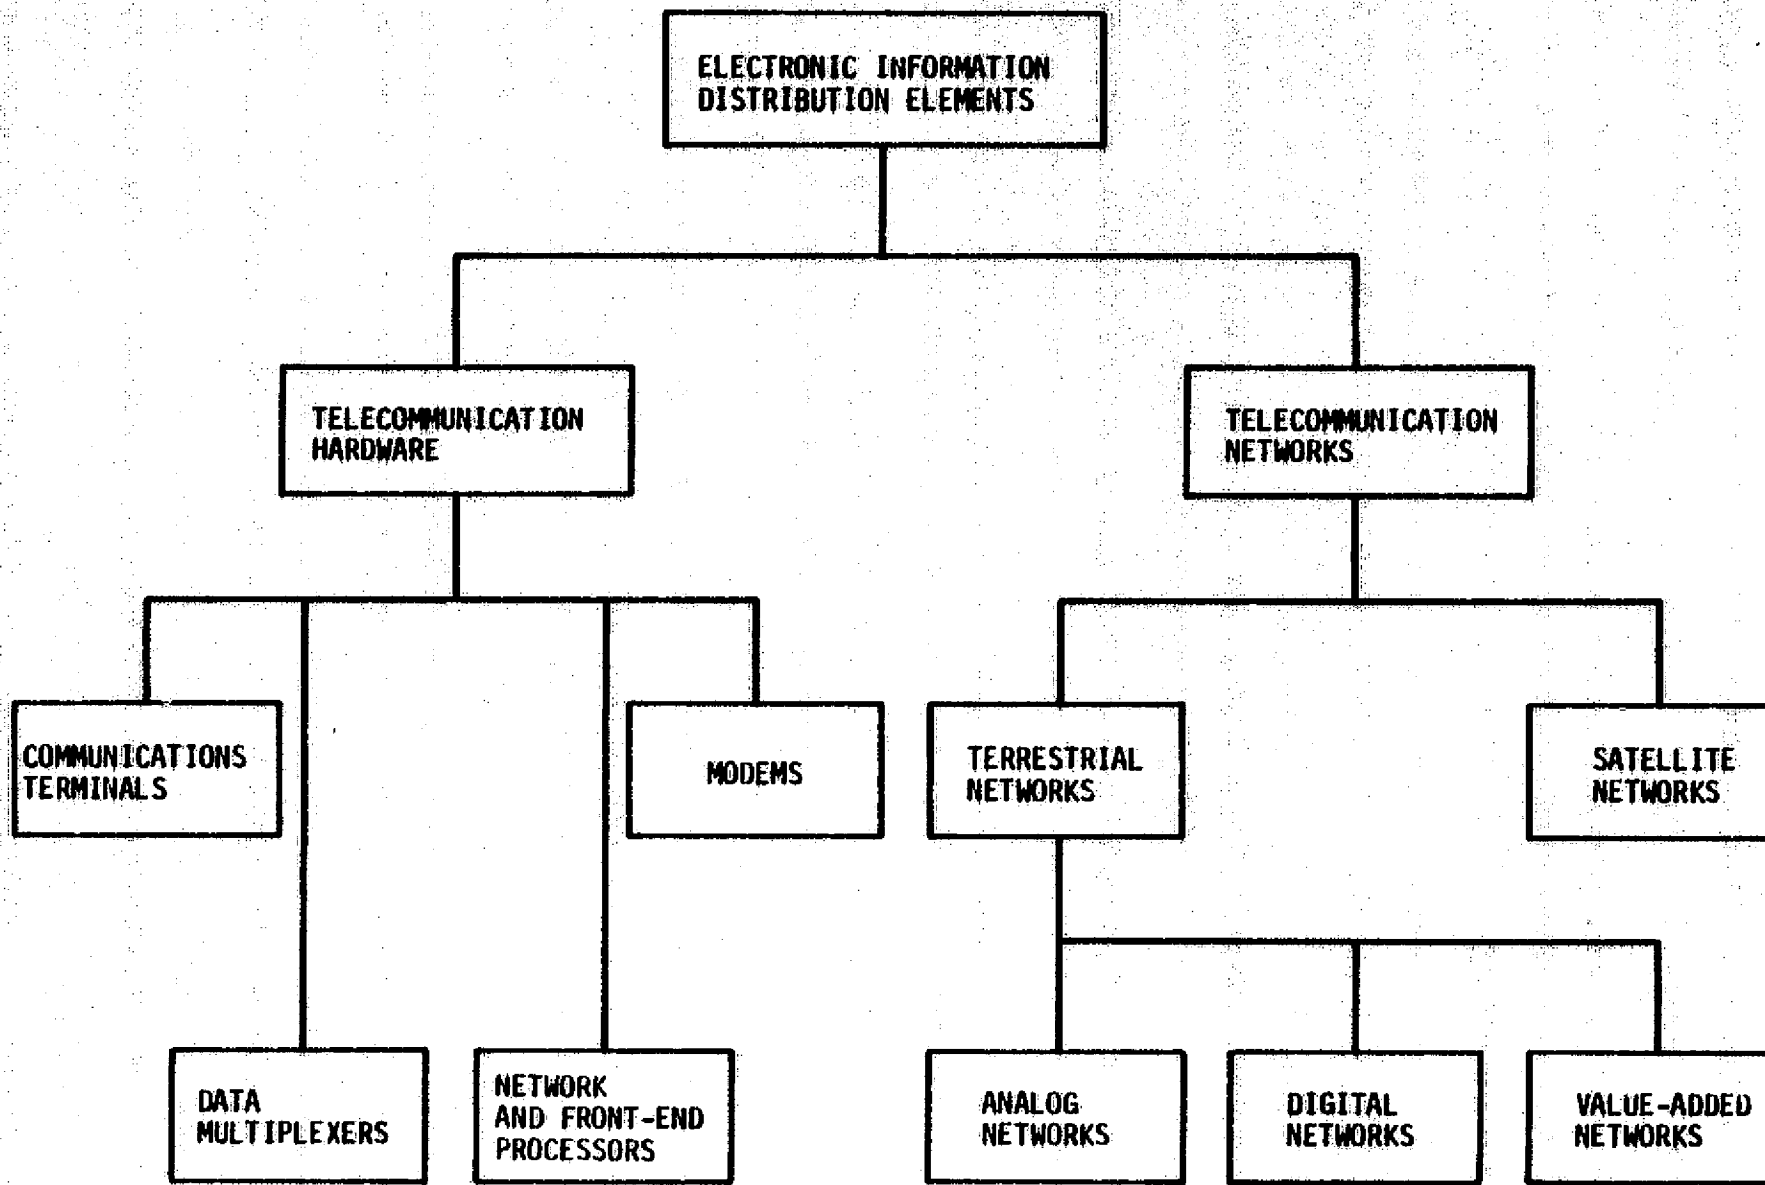 ELECTRONIC INFORMATION
DISTRIBUTION ELEMENTS
TELECOMMUNICATION
HARDWARE
TELECOMMUNICATION
NETWORKS
COMMUNICATIONS
TERMINALS
MODEMS
TERRESTRIAL
NETWORKS
SATELLITE
NETWORKS
DATA
MULTIPLEXERS
NETWORK
AND FRONT-END
PROCESSORS
ANALOG
NETWORKS
DIGITAL
NETWORKS
VALUE-ADDED
NETWORKS